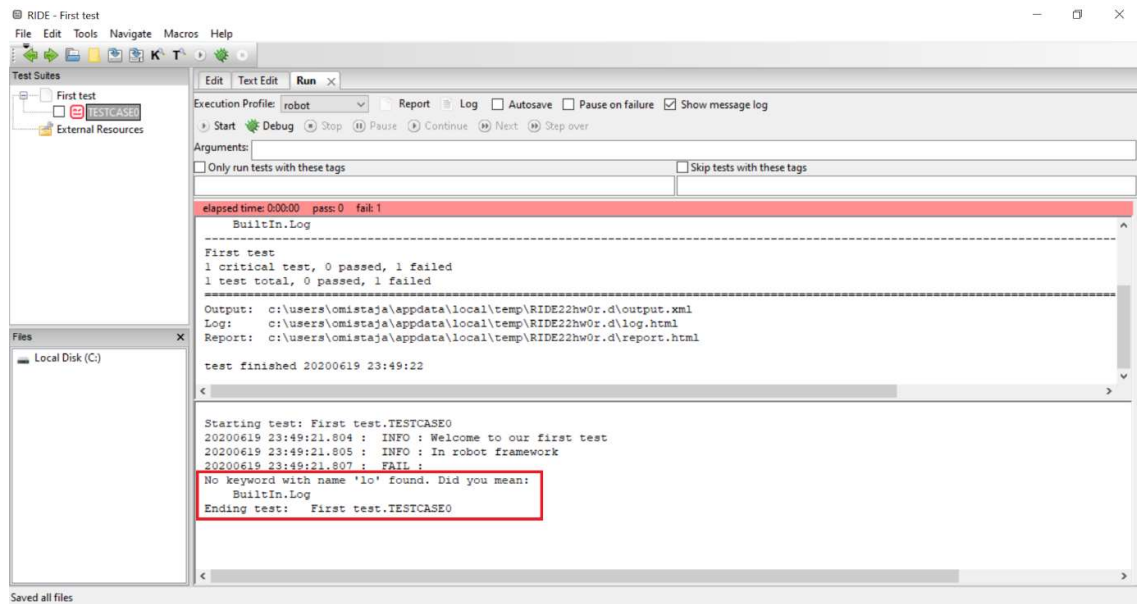 RIDE - First test
File Edit Tools Navigate Macros Help
Test Suites
First test
TESTCASE0
External Resources
Files
Local Disk (C:)
Edit Text Edit Run
Execution Profile: robot Report Log Autosave Pause on failure Show message log
Start Debug Stop Pause Continue Next Step over
Arguments:
Only run tests with these tags Skip tests with these tags
elapsed time: 0:00:00 pass: 0 fail: 1
BuiltIn.Log
------------------------------------------------------------------------------
First test
1 critical test, 0 passed, 1 failed
1 test total, 0 passed, 1 failed
==============================================================================
Output: c:\users\omistaja\appdata\local\temp\RIDE22hw0r.d\output.xml
Log: c:\users\omistaja\appdata\local\temp\RIDE22hw0r.d\log.html
Report: c:\users\omistaja\appdata\local\temp\RIDE22hw0r.d\report.html
test finished 20200619 23:49:22
Starting test: First test.TESTCASE0
20200619 23:49:21.804 : INFO : Welcome to our first test
20200619 23:49:21.805 : INFO : In robot framework
20200619 23:49:21.807 : FAIL :
No keyword with name 'lo' found. Did you mean:
BuiltIn.Log
Ending test: First test.TESTCASE0
Saved all files